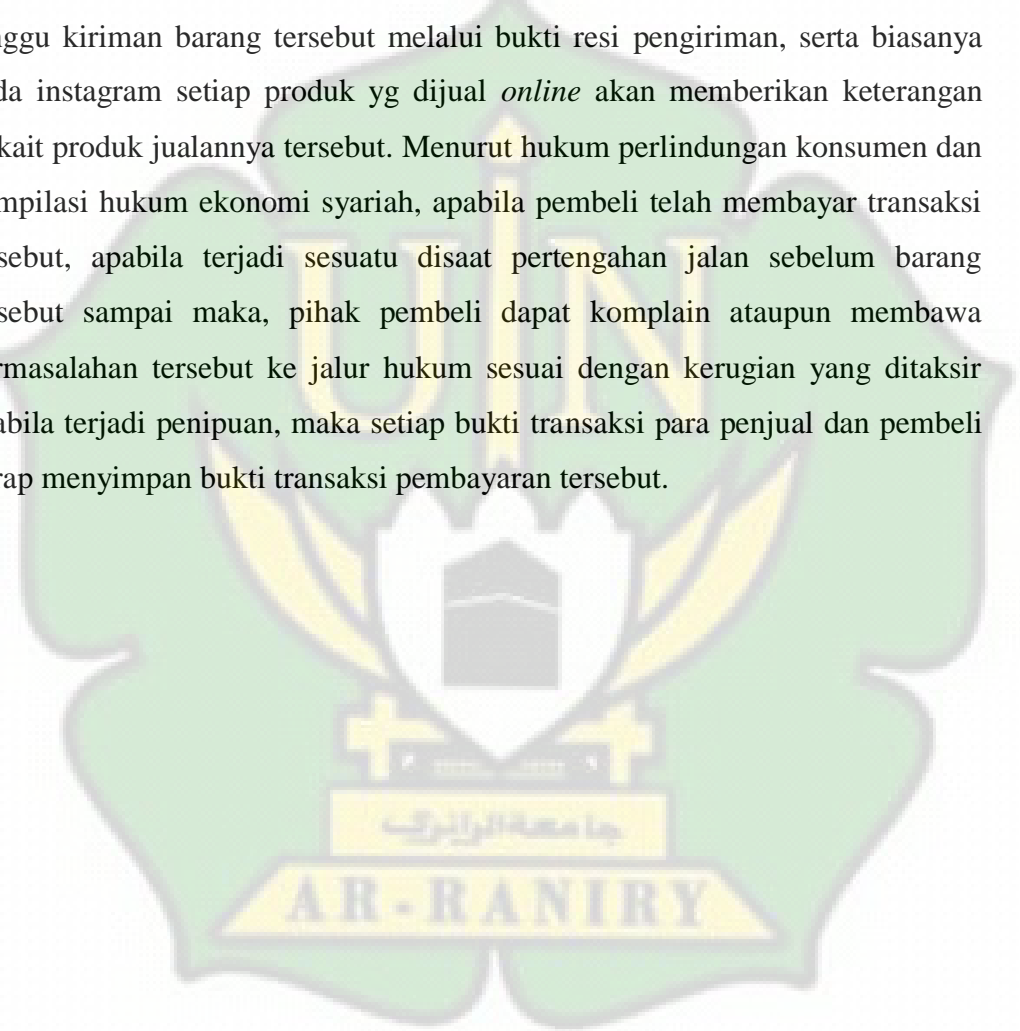 nggu kiriman barang tersebut melalui bukti resi pengiriman, serta biasanya
da instagram setiap produk yg dijual online akan memberikan keterangan
kait produk jualannya tersebut. Menurut hukum perlindungan konsumen dan
mpilasi hukum ekonomi syariah, apabila pembeli telah membayar transaksi
sebut, apabila terjadi sesuatu disaat pertengahan jalan sebelum barang
sebut sampai maka, pihak pembeli dapat komplain ataupun membawa
rmasalahan tersebut ke jalur hukum sesuai dengan kerugian yang ditaksir
abila terjadi penipuan, maka setiap bukti transaksi para penjual dan pembeli
rap menyimpan bukti transaksi pembayaran tersebut.
UIN
جامعة الرانري
AR-RANIRY